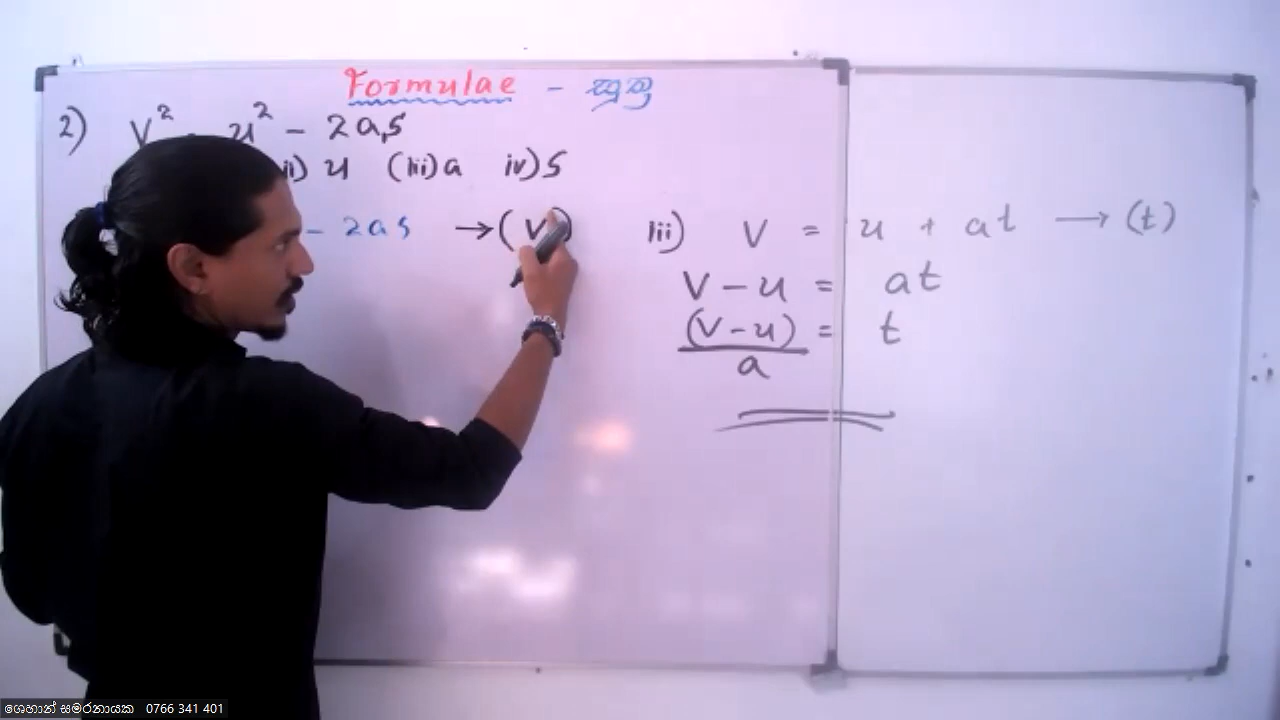 Formulae - සූත්‍ර
2) V² u² - 2as
ii) u (iii) a iv) s
- 2as → (v)
iii) V = u + at → (t)
V - u = at
(V - u) = t
a
ගෙහාන් සමරනායක 0766 341 401